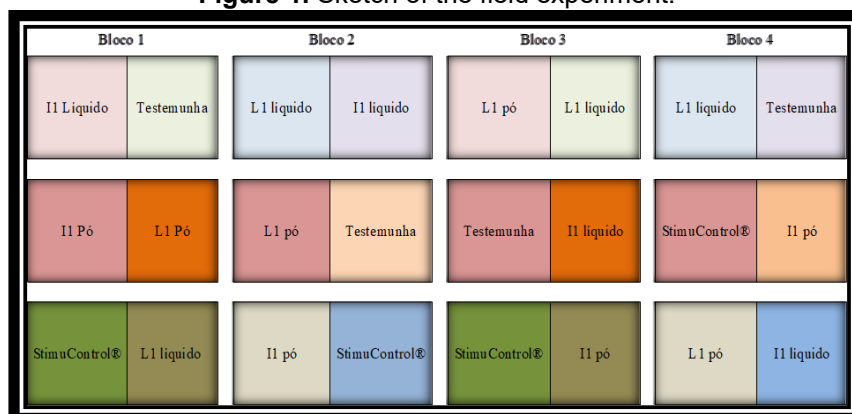 Figure 1. Sketch of the field experiment.
Bloco 1 Bloco 2 Bloco 3 Bloco 4
I1 Liquido Testemunha L1 liquido I1 liquido L1 pó L1 liquido L1 liquido Testemunha
I1 Pó L1 Pó L1 pó Testemunha Testemunha I1 liquido StimuControl® I1 pó
StimuControl® L1 liquido I1 pó StimuControl® StimuControl® I1 pó L1 pó I1 liquido